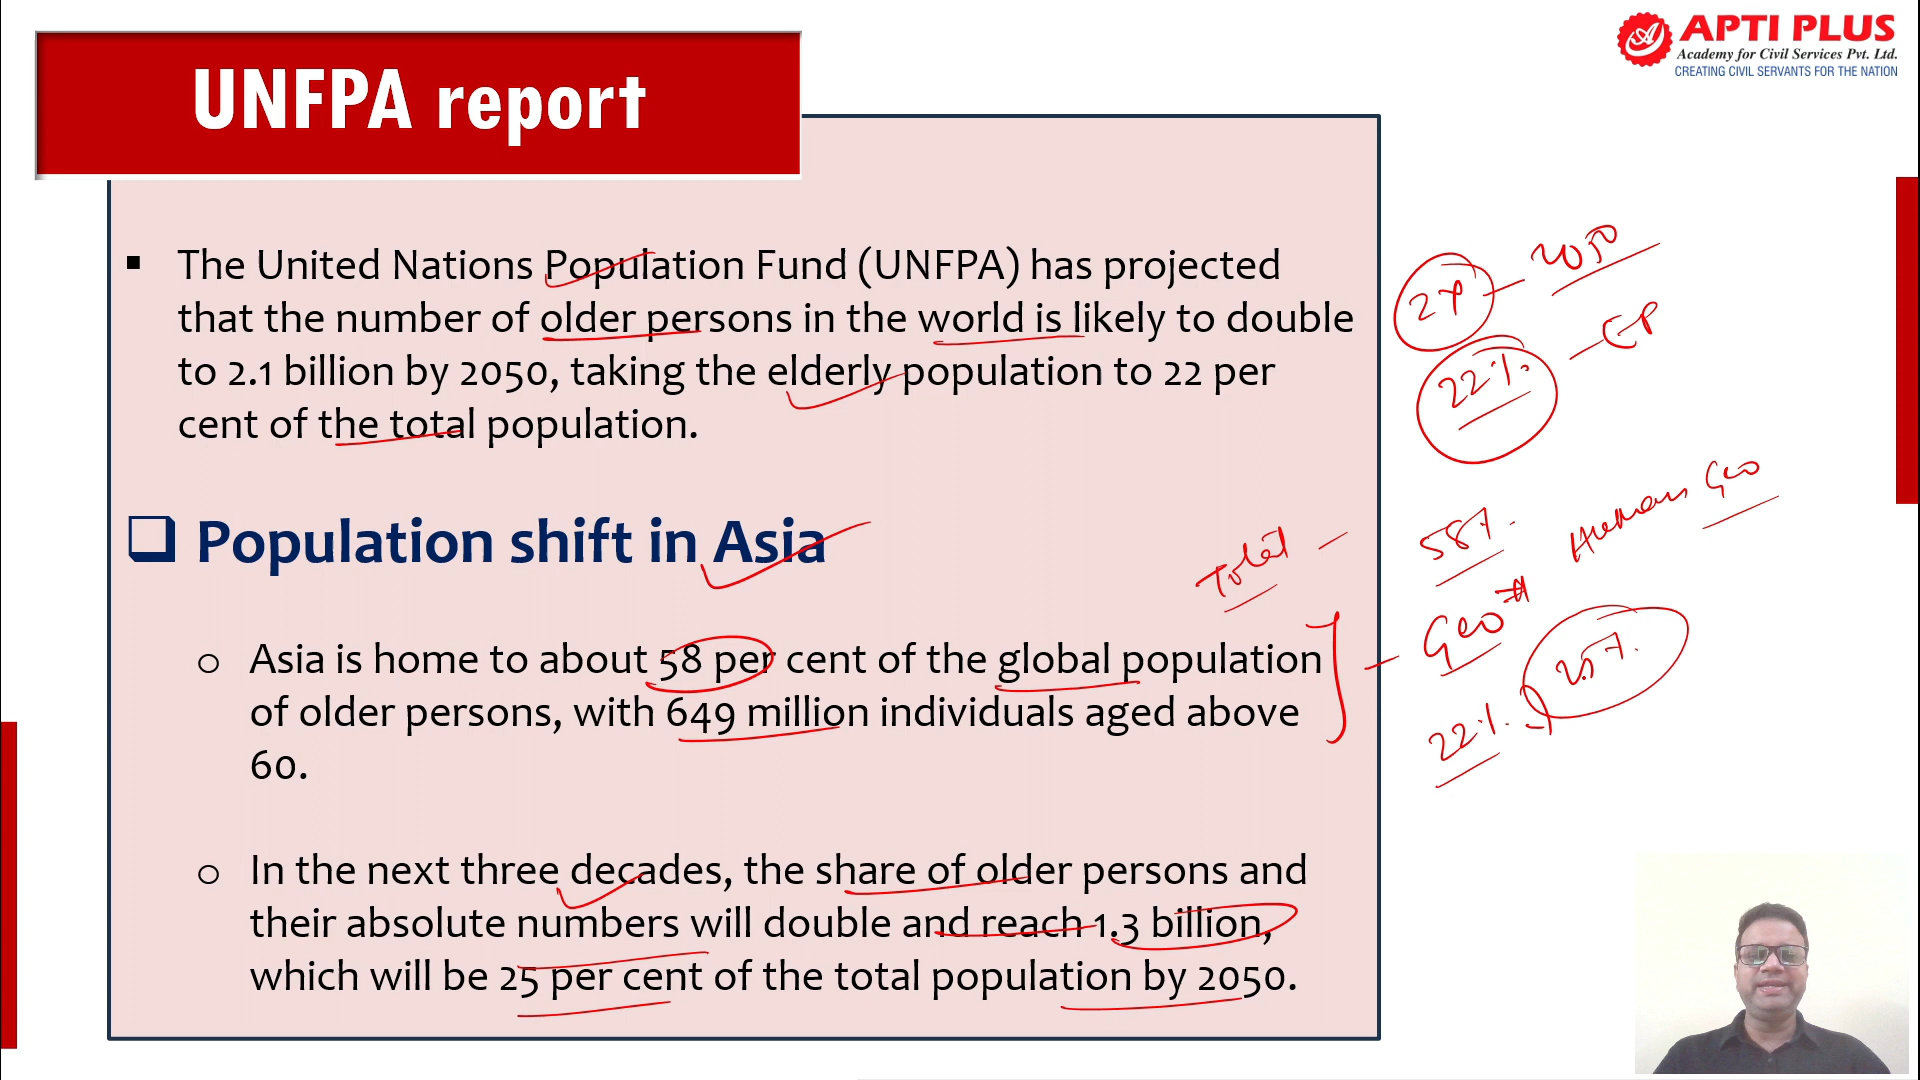 APTI PLUS
Academy for Civil Services Pvt. Ltd.
CREATING CIVIL SERVANTS FOR THE NATION
UNFPA report
▪ The United Nations Population Fund (UNFPA) has projected
that the number of older persons in the world is likely to double
to 2.1 billion by 2050, taking the elderly population to 22 per
cent of the total population.
❑ Population shift in Asia
o Asia is home to about 58 per cent of the global population
of older persons, with 649 million individuals aged above
60.
o In the next three decades, the share of older persons and
their absolute numbers will double and reach 1.3 billion,
which will be 25 per cent of the total population by 2050.
2x - 2050
22%.
Total -
58%.
Human Geo
Geo
25%.
22%.